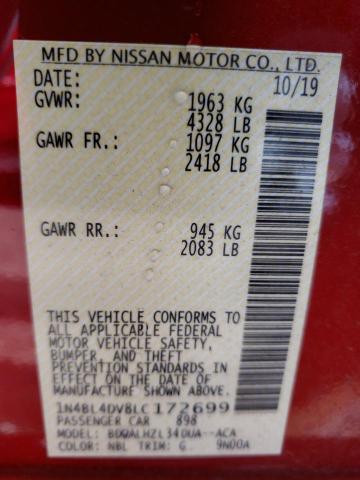 MFD BY NISSAN MOTOR CO., LTD.
DATE: 10/19
GVWR: 1963 KG
4328 LB
GAWR FR.: 1097 KG
2418 LB
GAWR RR.: 945 KG
2083 LB
THIS VEHICLE CONFORMS TO
ALL APPLICABLE FEDERAL
MOTOR VEHICLE SAFETY,
BUMPER, AND THEFT
PREVENTION STANDARDS
IN EFFECT ON THE DATE OF
MANUFACTURE SHOWN ABOVE.
1N4BL4DV8LC172699
PASSENGER CAR 898
MODEL:
COLOR: NBL TRIM: G 9N00A